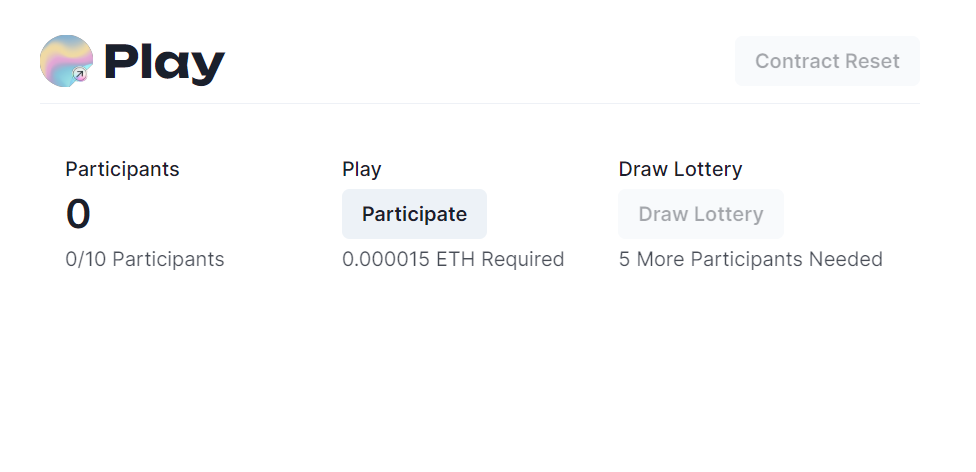 Play
Contract Reset
Participants
0
0/10 Participants
Play
Participate
0.000015 ETH Required
Draw Lottery
Draw Lottery
5 More Participants Needed